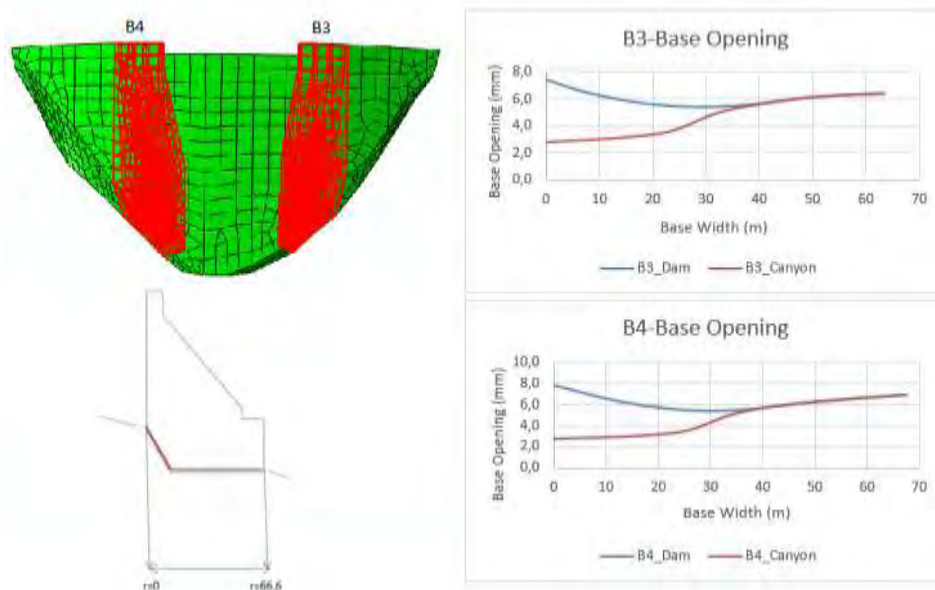 B4
B3
B3-Base Opening
Base Opening (mm)
8,0
6,0
4,0
2,0
0,0
0 10 20 30 40 50 60 70
Base Width (m)
B3_Dam B3_Canyon
B4-Base Opening
Base Opening (mm)
10,0
8,0
6,0
4,0
2,0
0,0
0 10 20 30 40 50 60 70
Base Width (m)
B4_Dam B4_Canyon
r=0
r=66.6